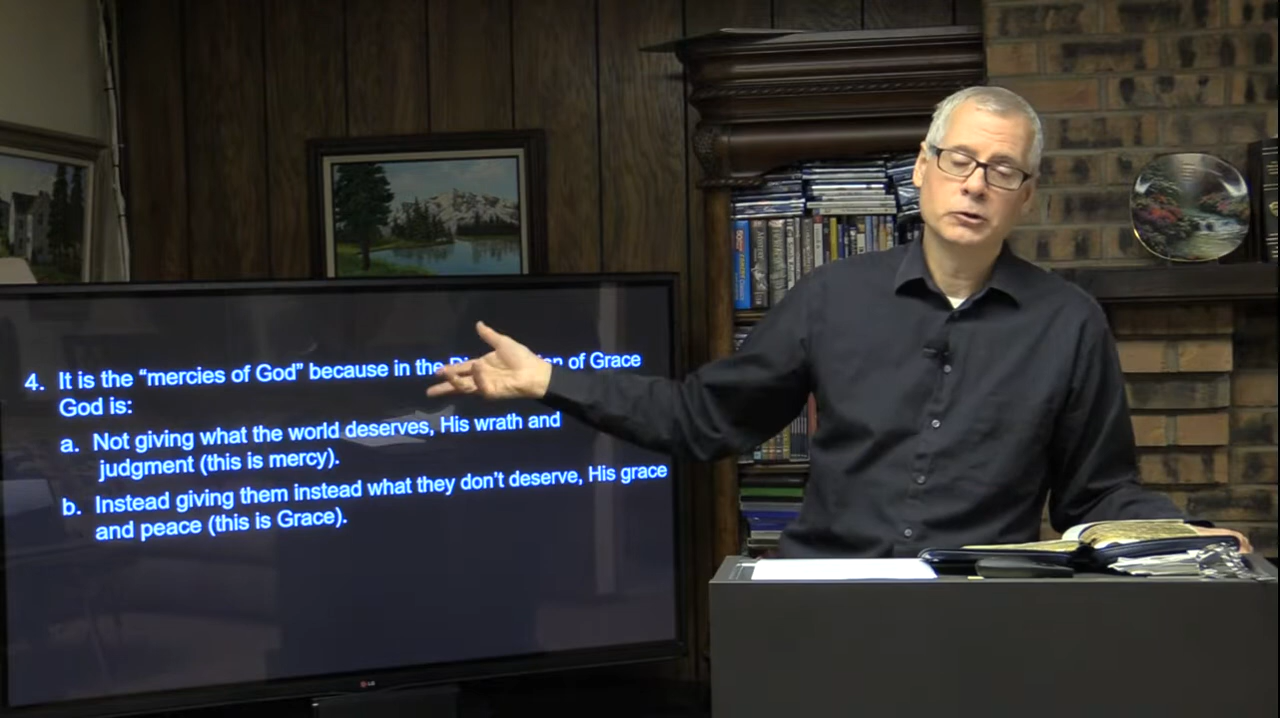 4. It is the “mercies of God” because in the of Grace
God is:
a. Not giving what the world deserves, His wrath and
judgment (this is mercy).
b. Instead giving them instead what they don’t deserve, His grace
and peace (this is Grace).
LG